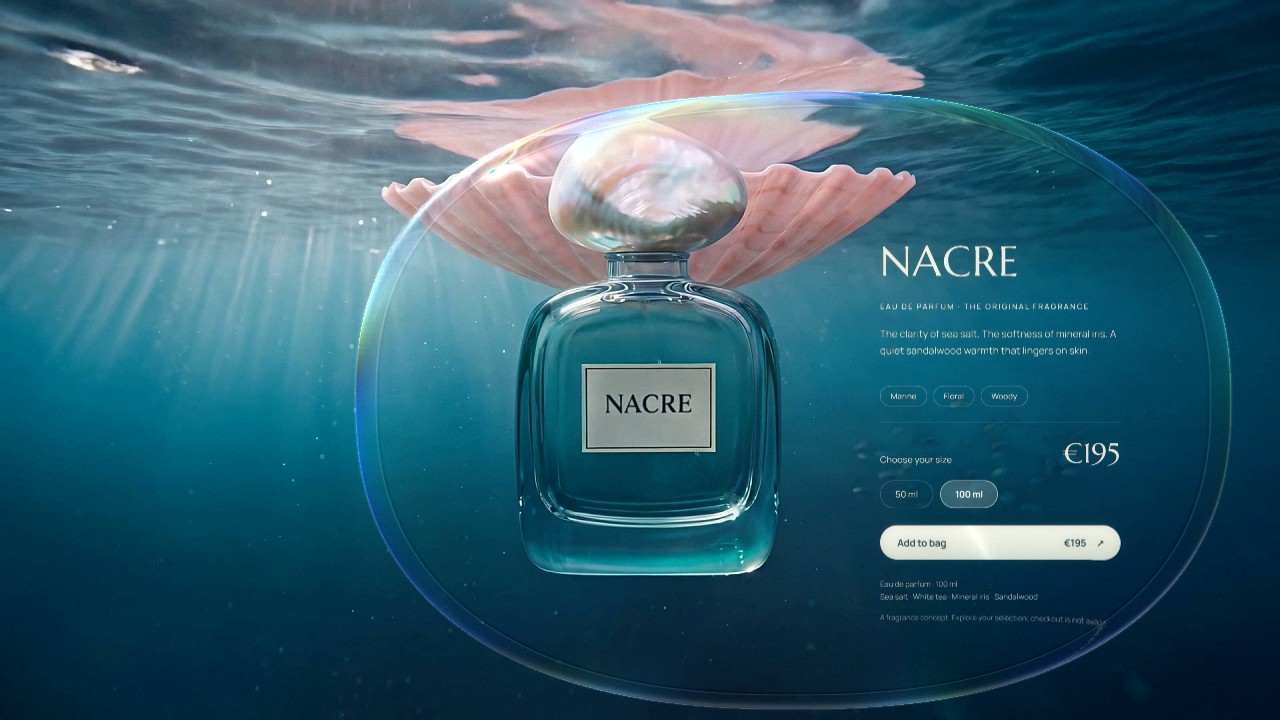 NACRE
EAU DE PARFUM · THE ORIGINAL FRAGRANCE
The clarity of sea salt. The softness of mineral iris. A
quiet sandalwood warmth that lingers on skin
Marine
Floral
Woody
NACRE
Choose your size
€195
50 ml
100 ml
Add to bag
€195 ↗
Eau de parfum · 100 ml
Sea salt · White tea · Mineral iris · Sandalwood
A fragrance concept. Explore your selection, checkout is not